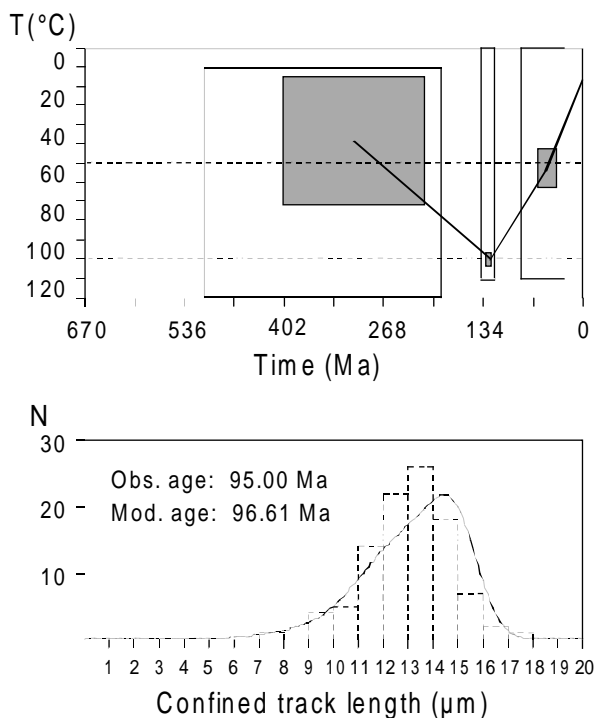 T(°C)
0
20
40
60
50
80
100
120
670 536 402 268 134 0
Time (Ma)
N
30
20
10
Obs. age: 95.00 Ma
Mod. age: 96.61 Ma
1 2 3 4 5 6 7 8 9 10 11 12 13 14 15 16 17 18 20
Confined track length (µm)